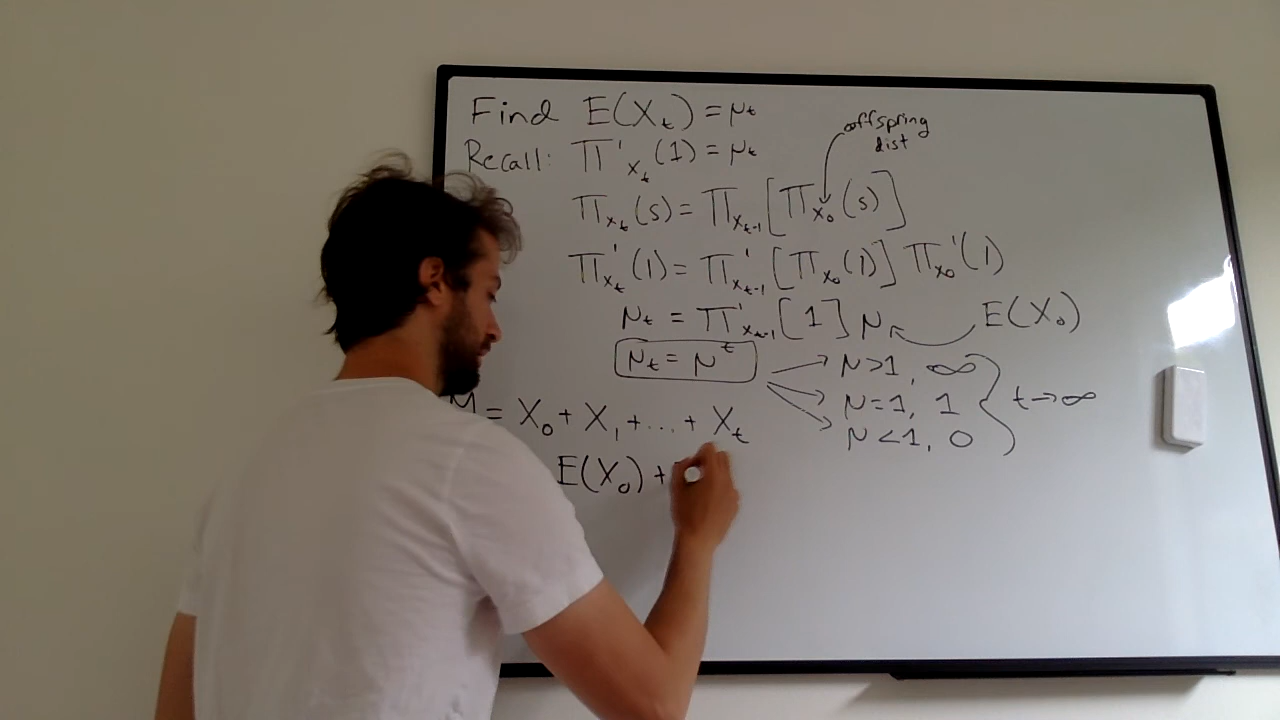 Find E(X_t) = μ_t
offspring dist
Recall: Π'_{X_t}(1) = μ_t
Π_{X_t}(s) = Π_{X_{t-1}}[Π_{X_0}(s)]
Π'_{X_t}(1) = Π'_{X_{t-1}}[Π_{X_0}(1)] Π_{X_0}'(1)
μ_t = Π'_{X_{t-1}}[1] μ ← E(X_0)
μ_t = μ^t → μ>1, ∞
μ=1, 1 } t→∞
μ<1, 0
M = X_0 + X_1 + ... + X_t
E(X_0) +